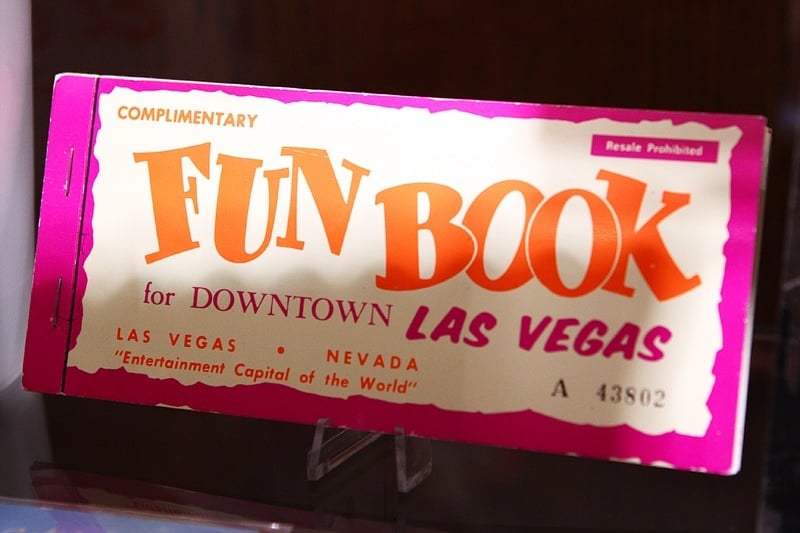 COMPLIMENTARY
Resale Prohibited
FUN BOOK
for DOWNTOWN LAS VEGAS
LAS VEGAS • NEVADA
"Entertainment Capital of the World"
A 43802